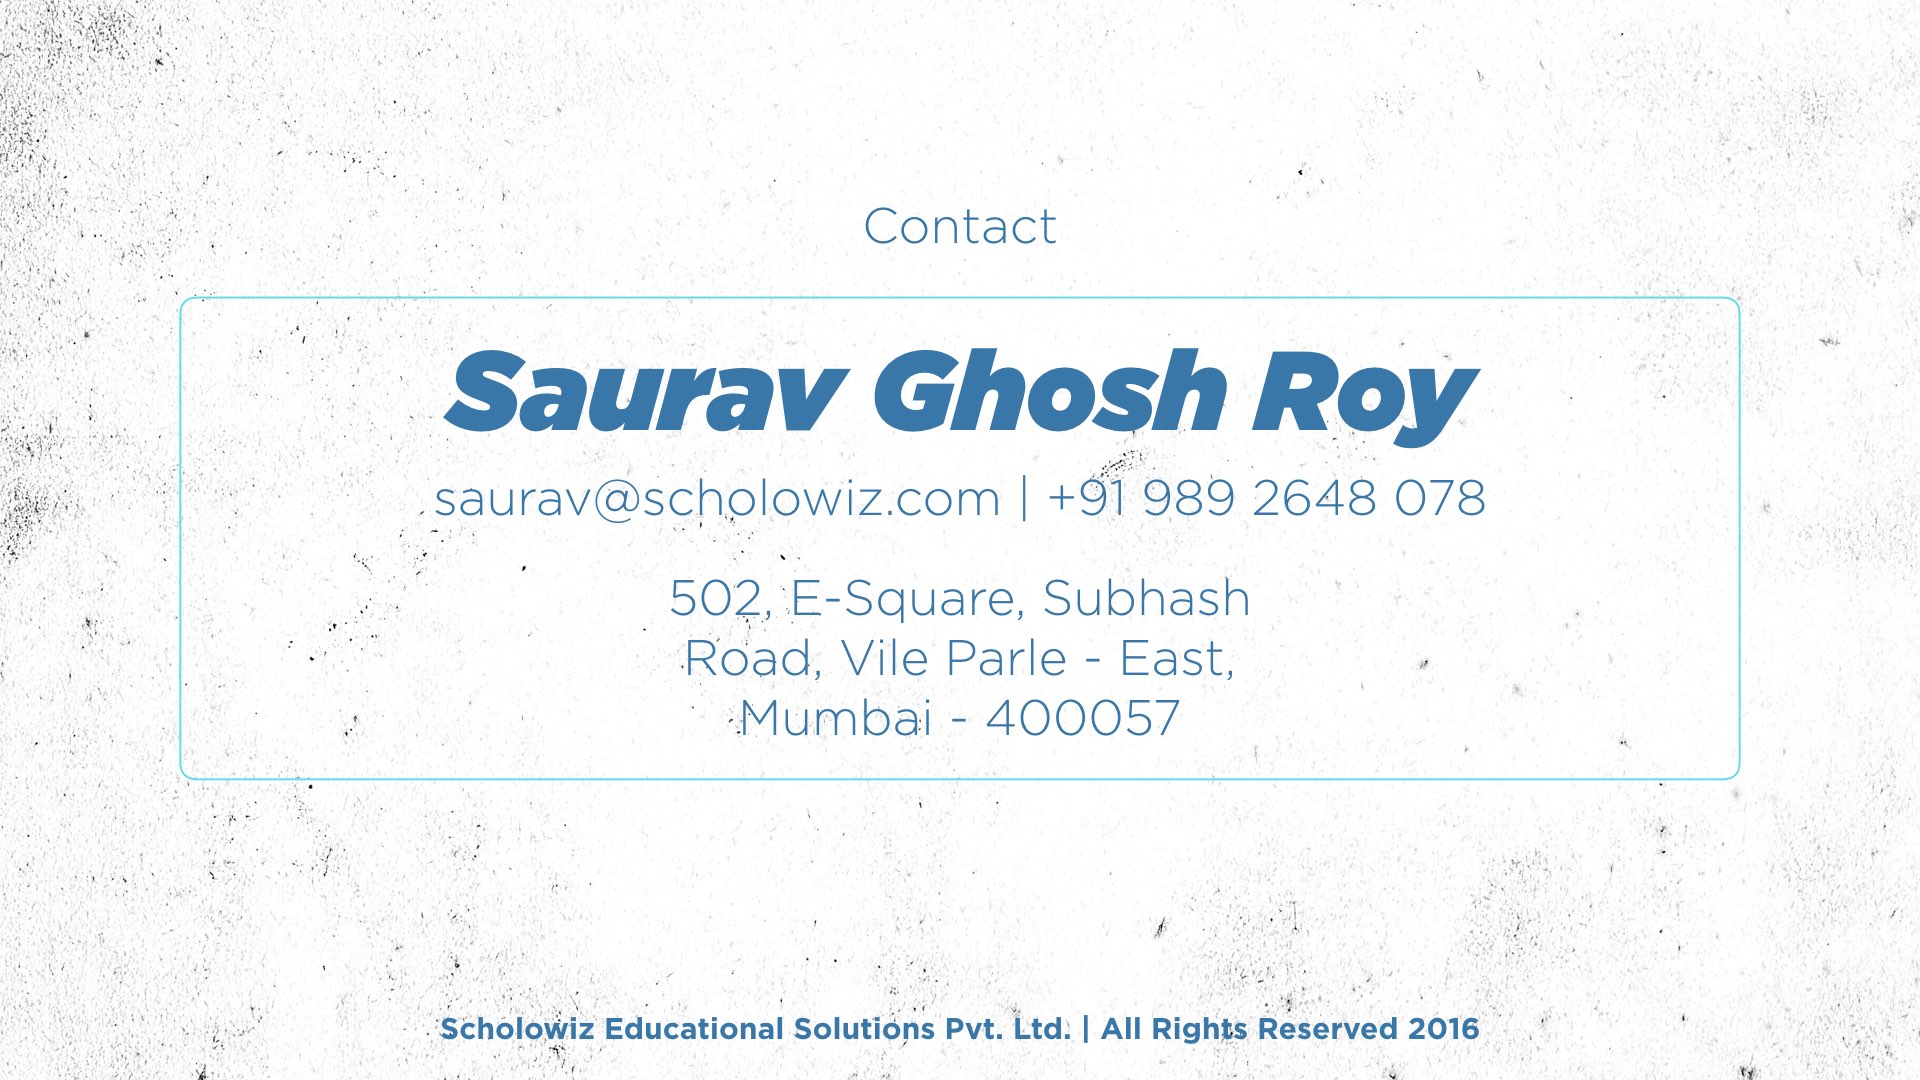 Contact
Saurav Ghosh Roy
saurav@scholowiz.com | +91 989 2648 078
502, E-Square, Subhash
Road, Vile Parle - East,
Mumbai - 400057
Scholowiz Educational Solutions Pvt. Ltd. | All Rights Reserved 2016